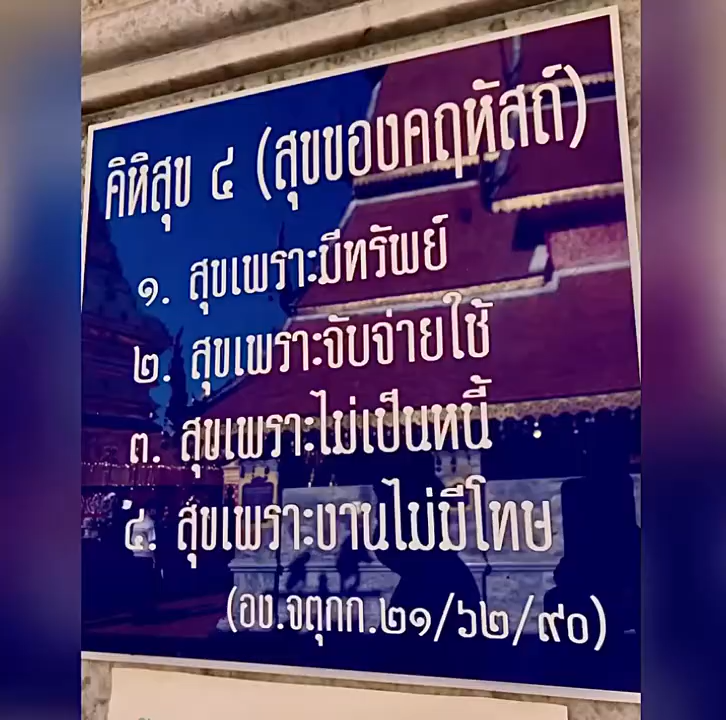 คิหิสุข ๔ (สุขของคฤหัสถ์)
๑. สุขเพราะมีทรัพย์
๒. สุขเพราะจับจ่ายใช้
๓. สุขเพราะไม่เป็นหนี้
๔. สุขเพราะงานไม่มีโทษ
(อง.จตุกก.๒๑/๖๒/๙๐)